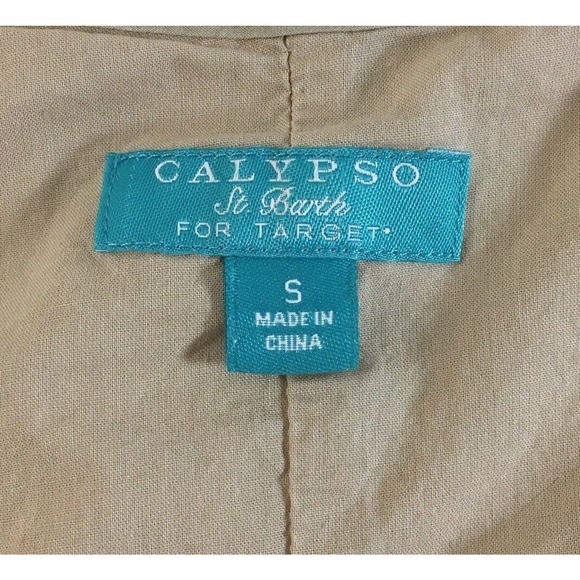 CALYPSO
St. Barth
FOR TARGET*
S
MADE IN
CHINA